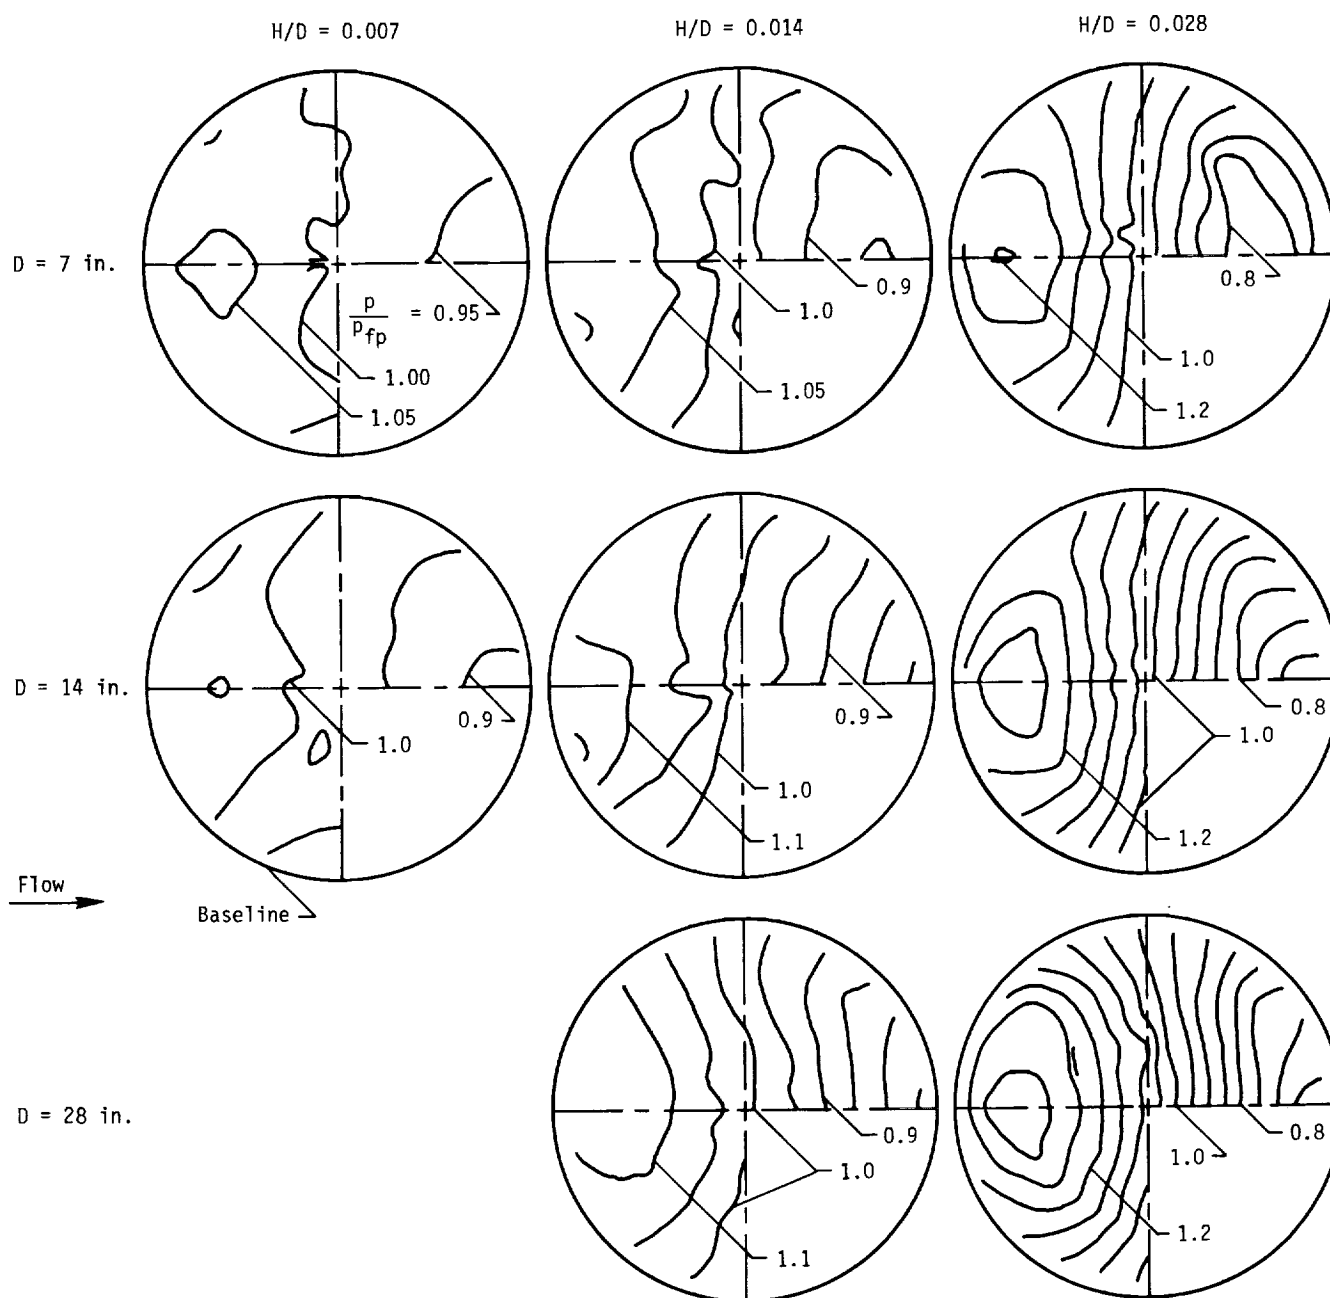 H/D = 0.007
H/D = 0.014
H/D = 0.028
D = 7 in.
p/p_fp = 0.95
1.00
1.05
1.0
0.9
1.05
0.8
1.0
1.2
D = 14 in.
0.9
1.0
0.9
1.0
1.1
0.8
1.0
1.2
Flow
Baseline
D = 28 in.
0.9
1.0
1.1
1.0
0.8
1.2